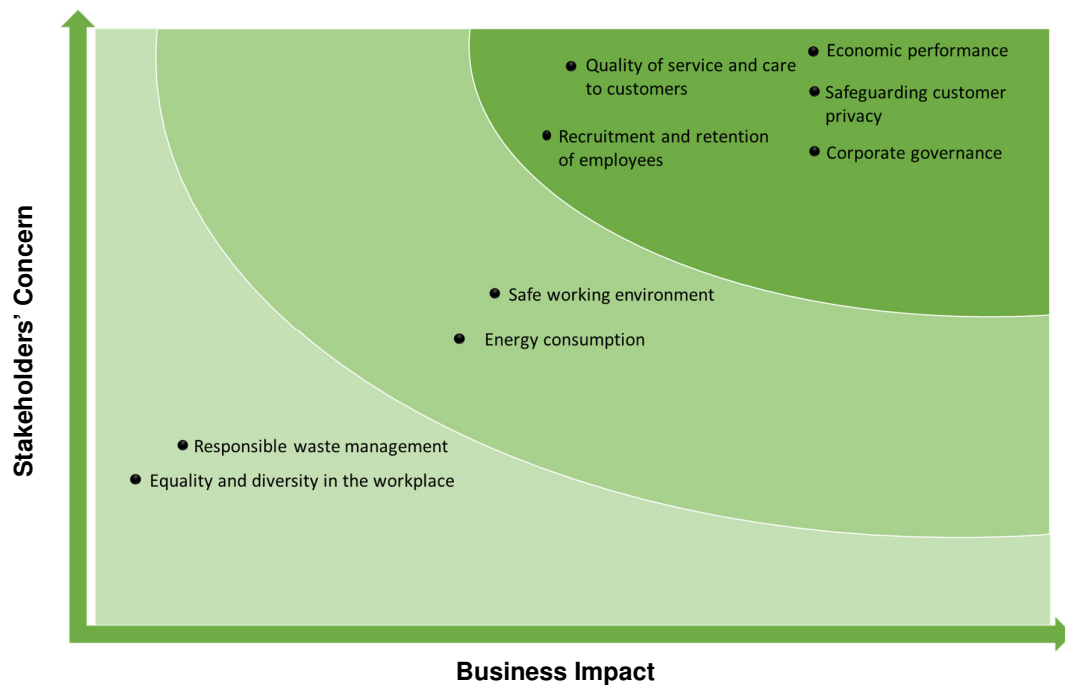 Economic performance
Quality of service and care
to customers
Safeguarding customer
privacy
Recruitment and retention
of employees
Corporate governance
Safe working environment
Energy consumption
Responsible waste management
Equality and diversity in the workplace
Stakeholders’ Concern
Business Impact